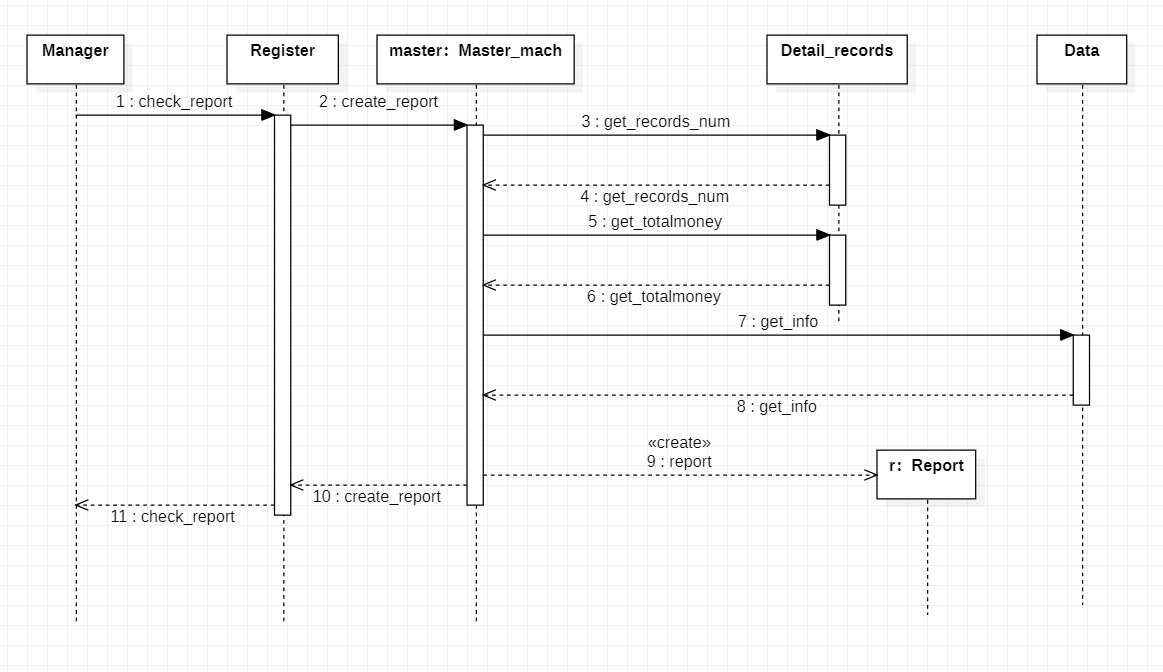 Manager
Register
master: Master_mach
Detail_records
Data
1 : check_report
2 : create_report
3 : get_records_num
4 : get_records_num
5 : get_totalmoney
6 : get_totalmoney
7 : get_info
8 : get_info
«create»
9 : report
r: Report
10 : create_report
11 : check_report